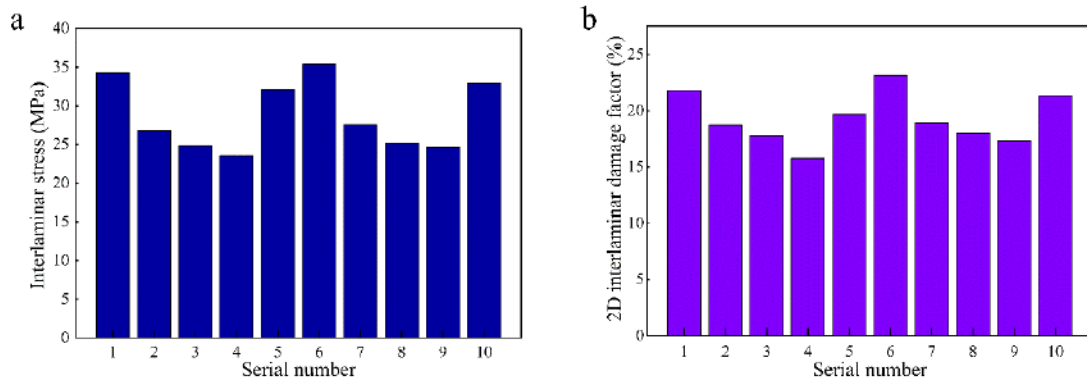 a
Interlaminar stress (MPa)
40
35
30
25
20
15
10
5
0
1 2 3 4 5 6 7 8 9 10
Serial number
b
2D interlaminar damage factor (%)
25
20
15
10
5
0
1 2 3 4 5 6 7 8 9 10
Serial number